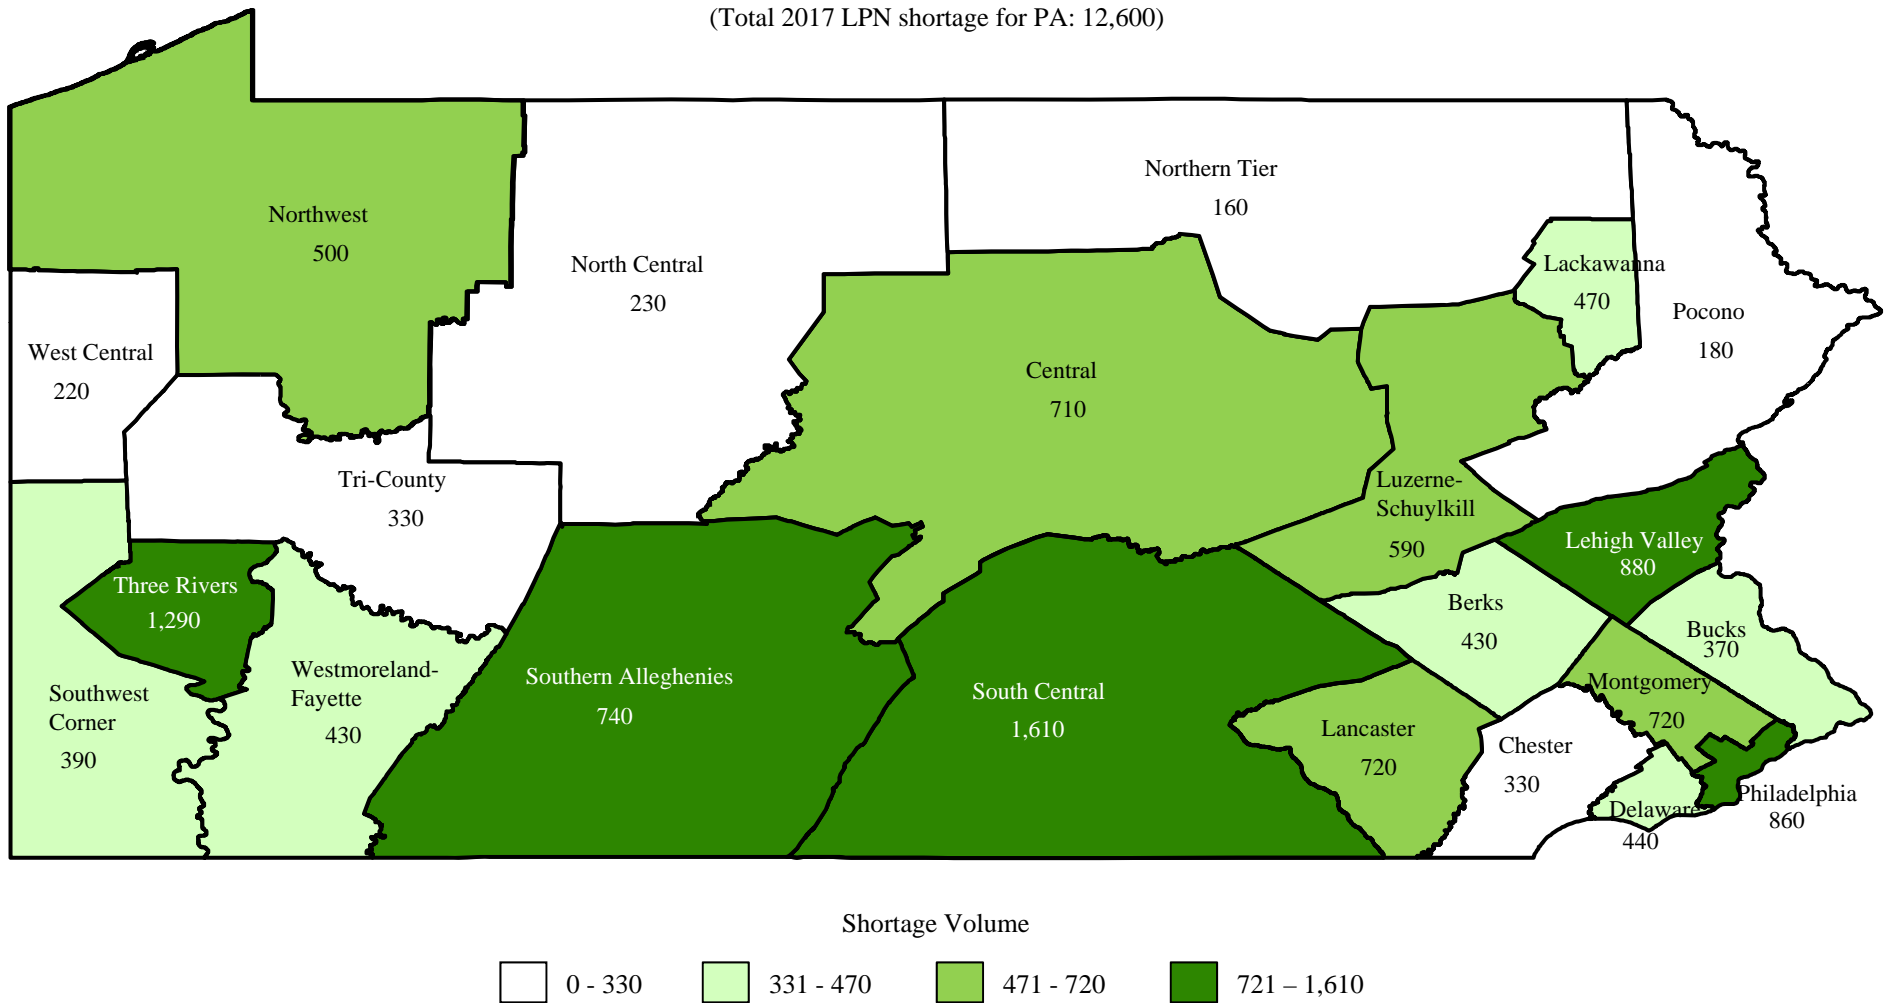 (Total 2017 LPN shortage for PA: 12,600)
Northwest
500
North Central
230
Northern Tier
160
Lackawanna
470
Pocono
180
West Central
220
Central
710
Tri-County
330
Luzerne-
Schuylkill
590
Lehigh Valley
880
Three Rivers
1,290
Berks
430
Bucks
370
Southwest
Corner
390
Westmoreland-
Fayette
430
Southern Alleghenies
740
South Central
1,610
Lancaster
720
Montgomery
720
Chester
330
Delaware
440
Philadelphia
860
Shortage Volume
0 - 330
331 - 470
471 - 720
721 – 1,610